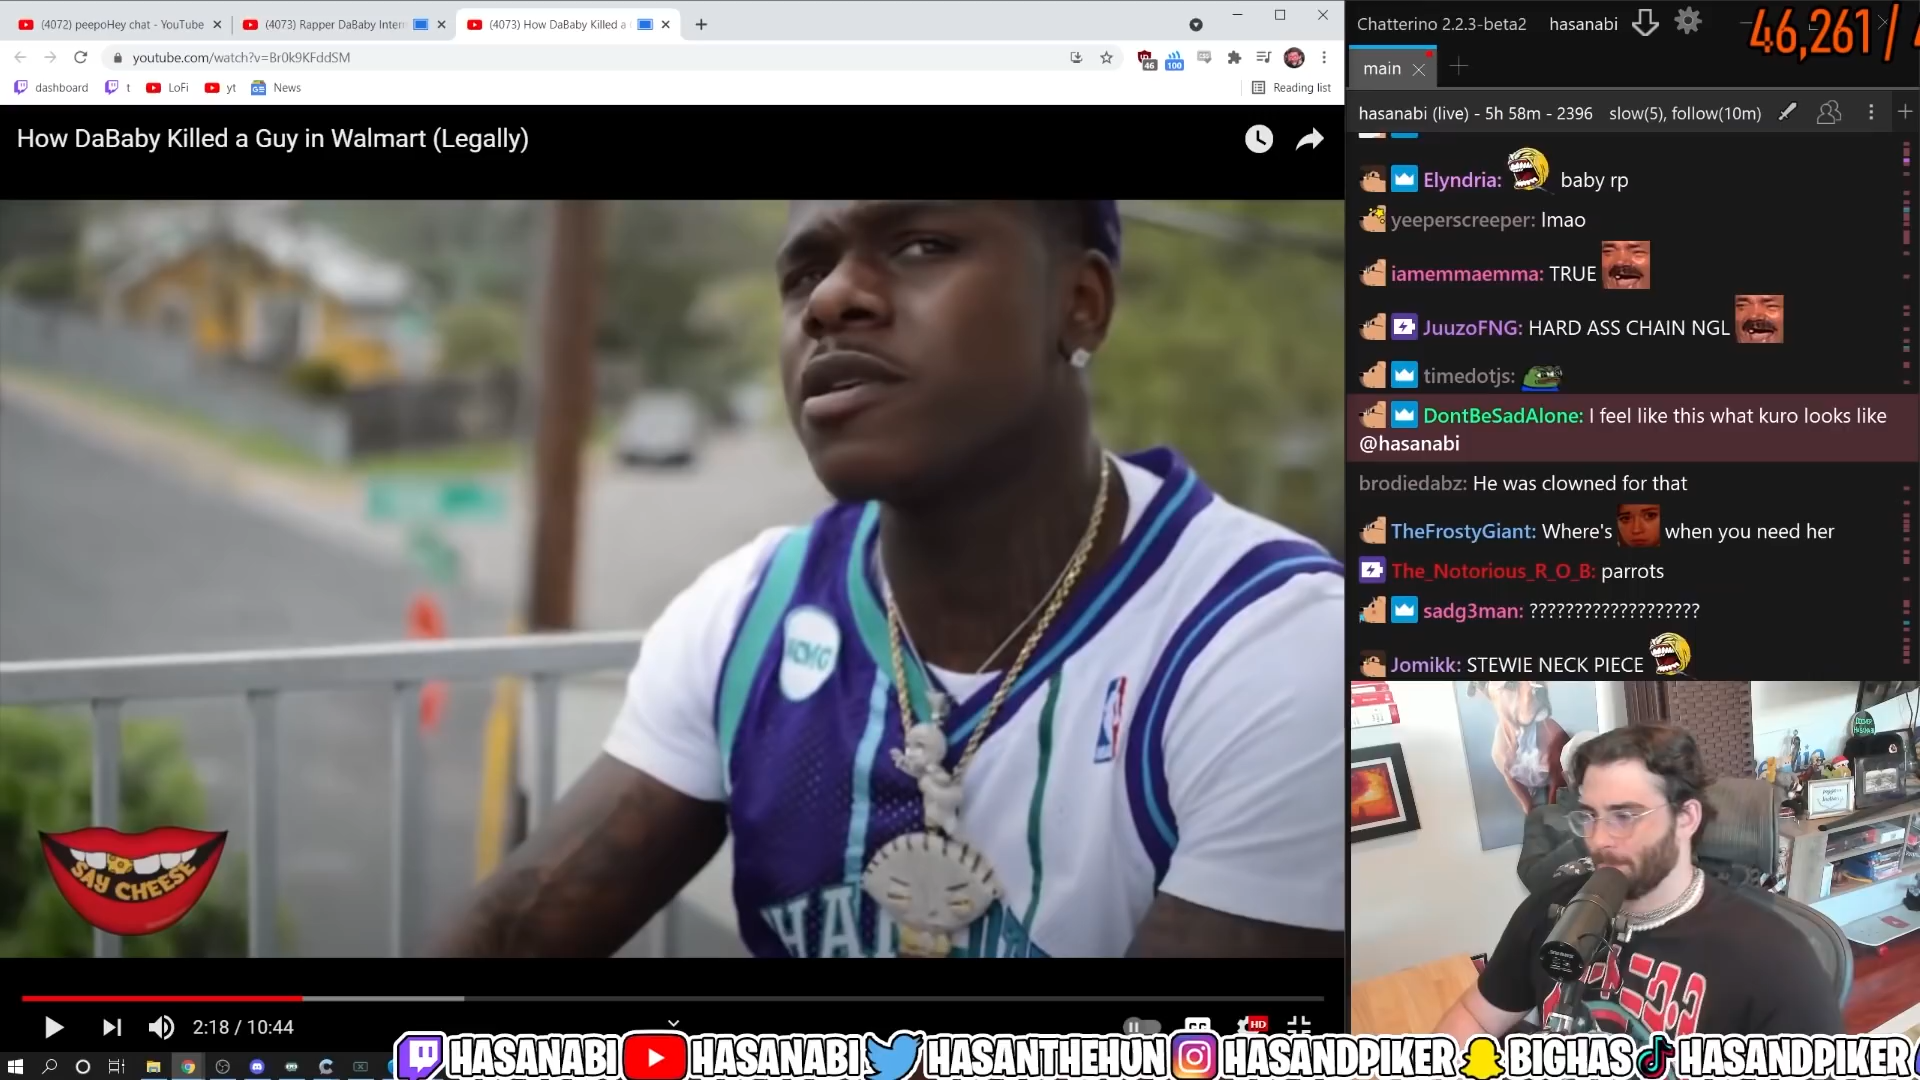 (4072) peepoHey chat - YouTube
(4073) Rapper DaBaby Inter
(4073) How DaBaby Killed a
Chatterino 2.2.3-beta2
hasanabi
46,261 /
youtube.com/watch?v=Br0k9KFddSM
46
100
main
dashboard
t
LoFi
yt
News
Reading list
How DaBaby Killed a Guy in Walmart (Legally)
hasanabi (live) - 5h 58m - 2396 slow(5), follow(10m)
Elyndria: baby rp
yeeperscreeper: lmao
iamemmaemma: TRUE
JuuzoFNG: HARD ASS CHAIN NGL
timedotjs:
DontBeSadAlone: I feel like this what kuro looks like
@hasanabi
brodiedabz: He was clowned for that
TheFrostyGiant: Where's when you need her
The_Notorious_R_O_B: parrots
sadg3man: ???????????????????
Jomikk: STEWIE NECK PIECE
SAY CHEESE
2:18 / 10:44
HD
HASANABI
HASANABI
HASANTHEHUN
HASANDPIKER
BIGHAS
HASANDPIKER